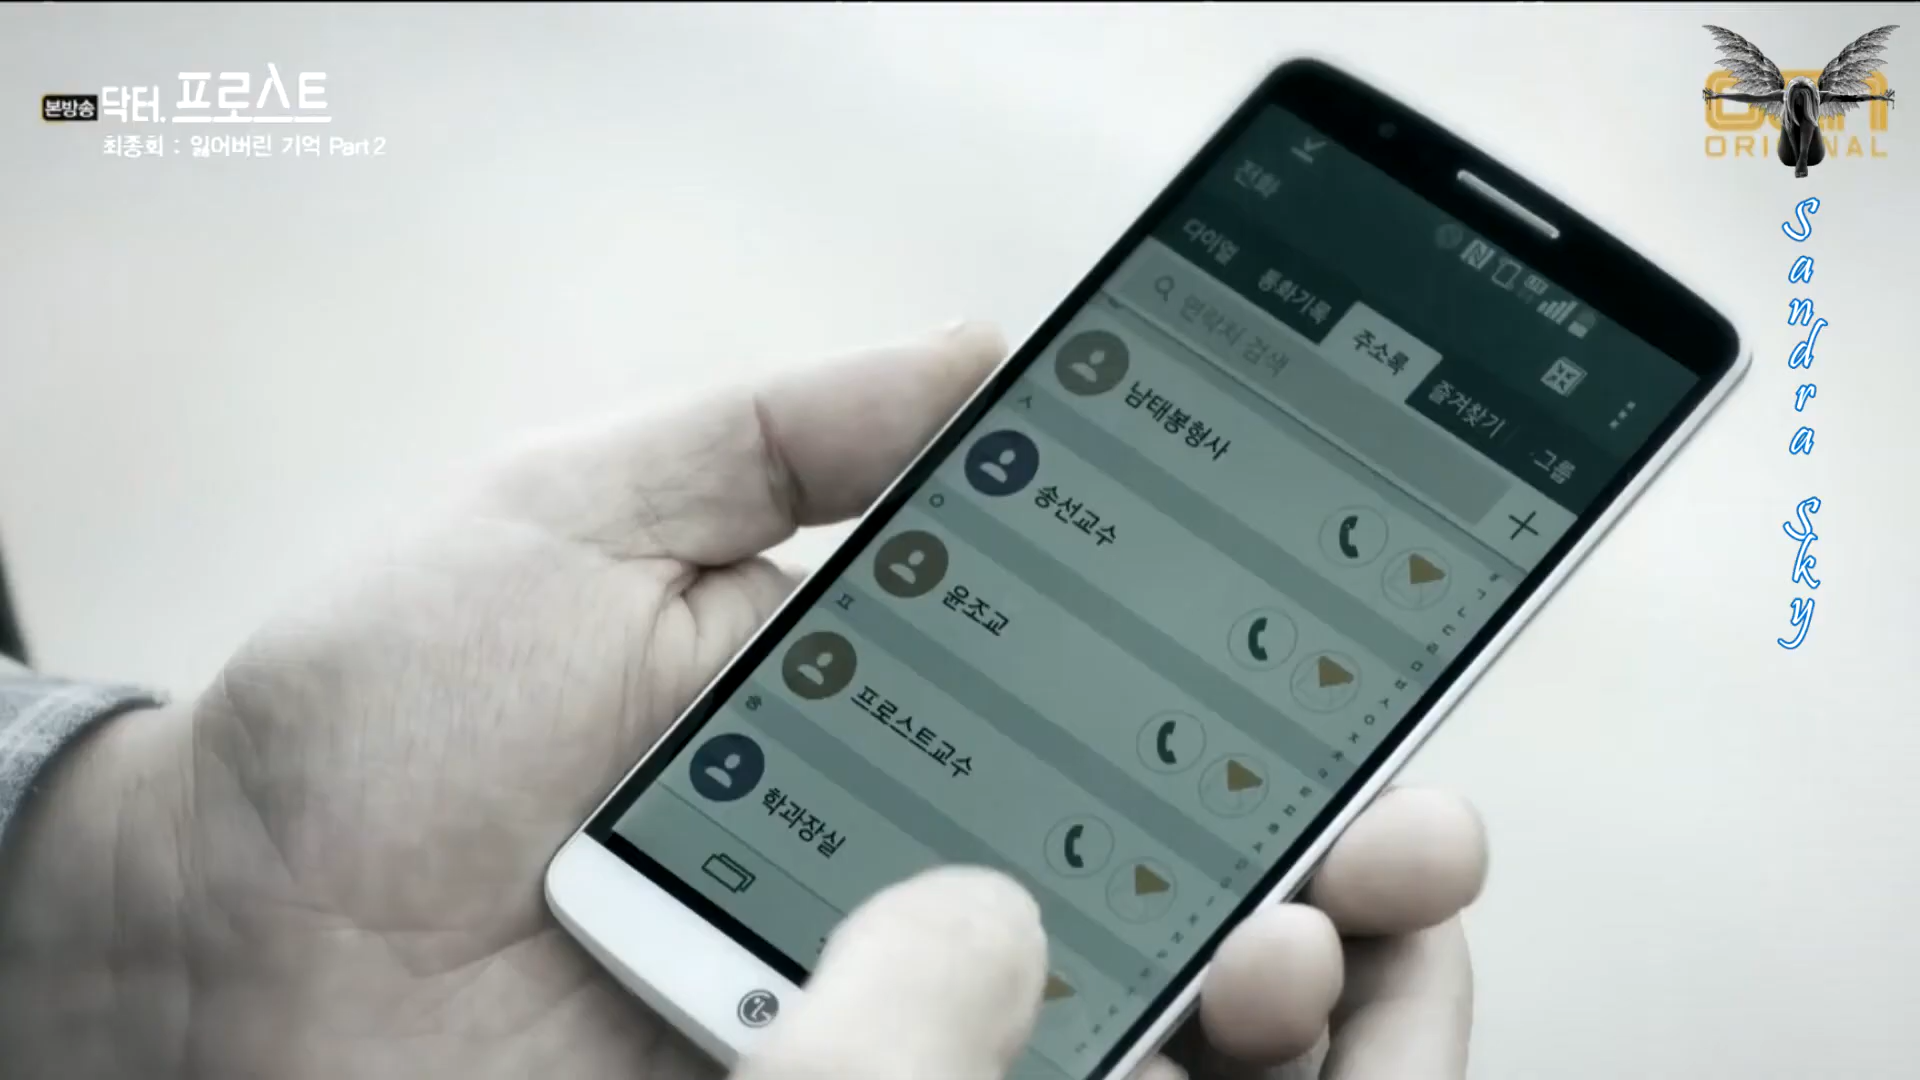 본방송 닥터 프로스트
최종회 : 잃어버린 기억 Part 2
ORIGINAL
Sandra Sky
전화
다이얼 통화기록 주소록 즐겨찾기 그룹
연락처 검색
남태봉형사
ㅅ
송선교수
ㅇ
윤조교
ㅍ
프로스트교수
ㅎ
학과장실
LG